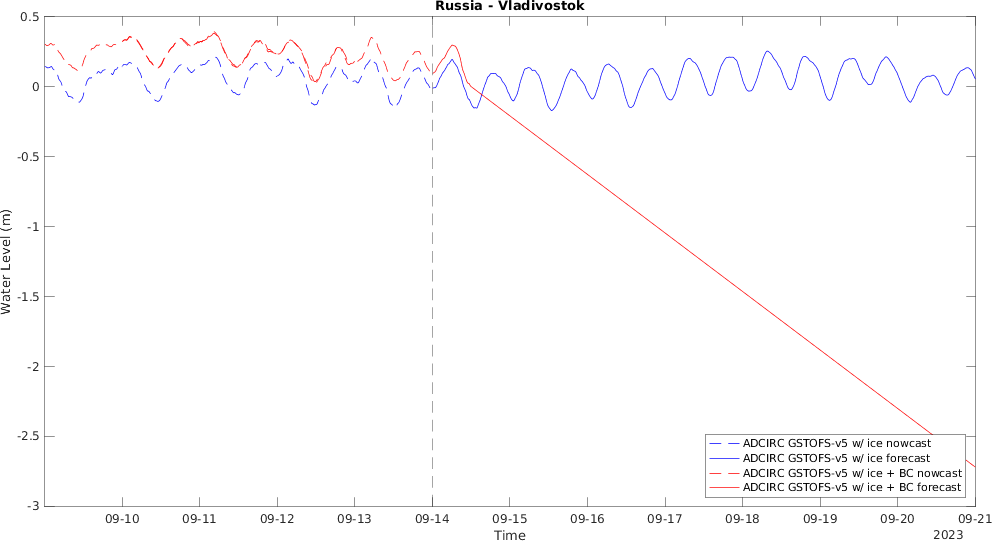 Russia - Vladivostok
0.5
0
-0.5
-1
-1.5
-2
-2.5
-3
Water Level (m)
09-10 09-11 09-12 09-13 09-14 09-15 09-16 09-17 09-18 09-19 09-20 09-21
Time
2023
ADCIRC GSTOFS-v5 w/ ice nowcast
ADCIRC GSTOFS-v5 w/ ice forecast
ADCIRC GSTOFS-v5 w/ ice + BC nowcast
ADCIRC GSTOFS-v5 w/ ice + BC forecast